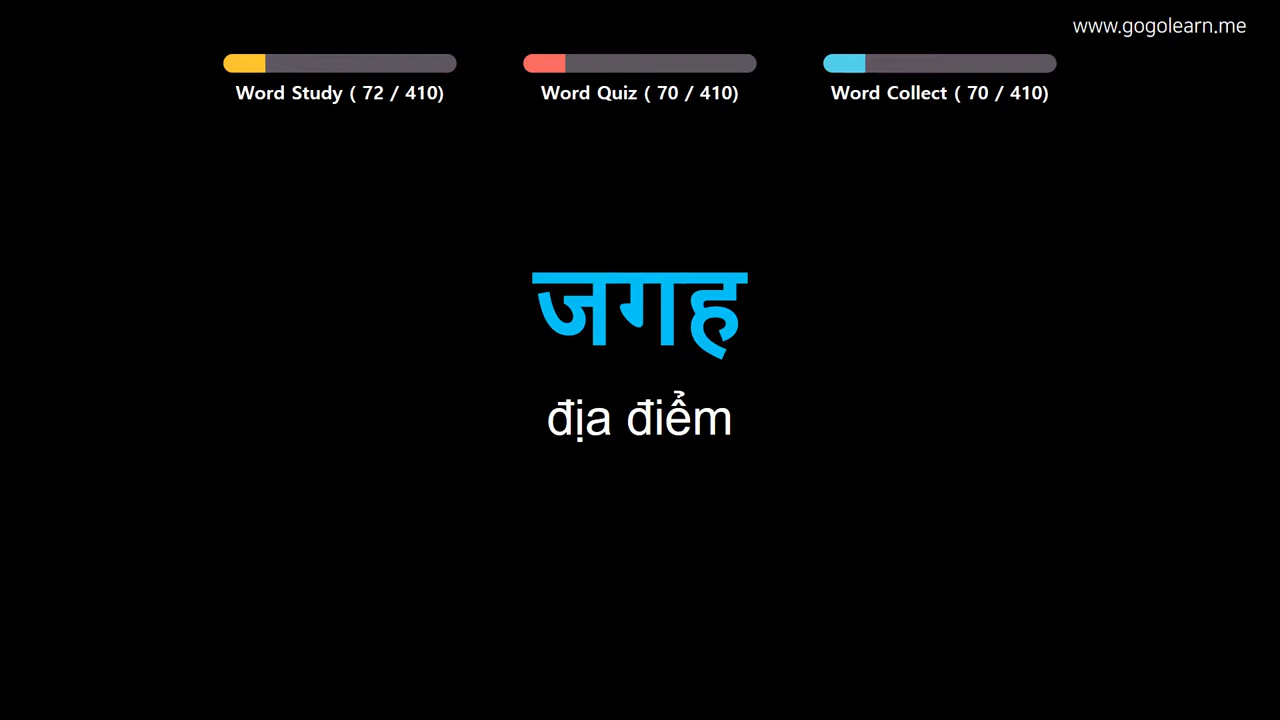 www.gogolearn.me
Word Study ( 72 / 410)
Word Quiz ( 70 / 410)
Word Collect ( 70 / 410)
जगह
địa điểm